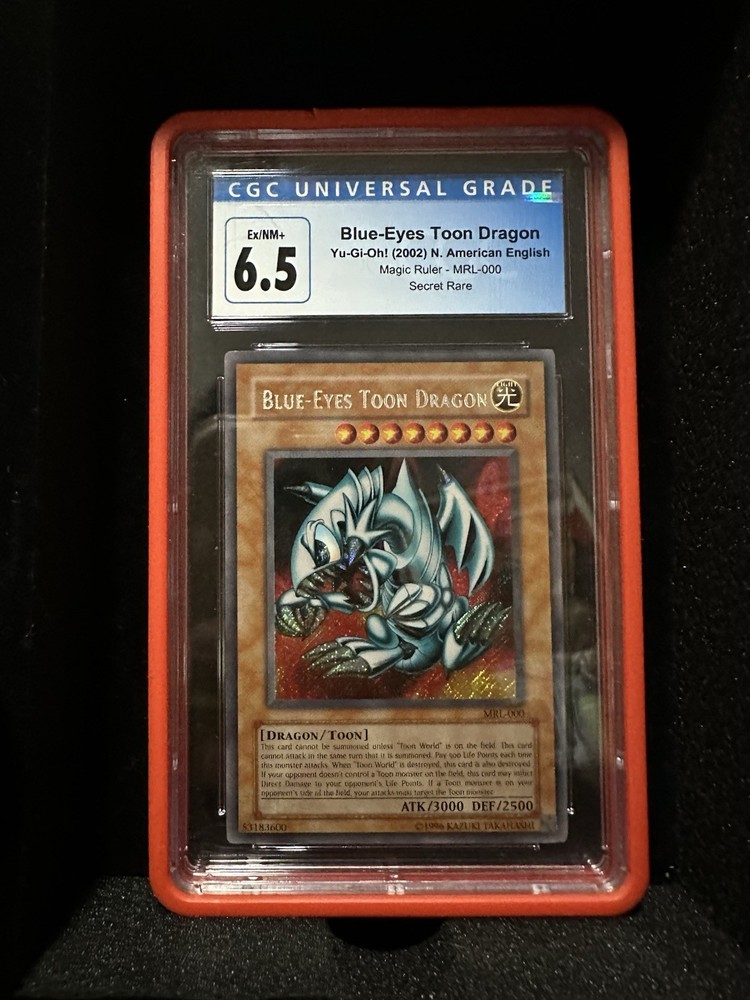 CGC UNIVERSAL GRADE
Ex/NM+
6.5
Blue-Eyes Toon Dragon
Yu-Gi-Oh! (2002) N. American English
Magic Ruler - MRL-000
Secret Rare
BLUE-EYES TOON DRAGON
LIGHT
光
MRL-000
[DRAGON/TOON]
This card cannot be summoned unless "Toon World" is on the field. This card
cannot attack in the same turn that it is summoned. Pay 500 Life Points each time
this monster attacks. When "Toon World" is destroyed, this card is also destroyed.
If your opponent doesn't control a Toon monster on the field, this card may inflict
Direct Damage to your opponent's Life Points. If a Toon monster is on your
opponent's side of the field, your attacks must target the Toon monster.
ATK/3000 DEF/2500
53183600
©1996 KAZUKI TAKAHASHI